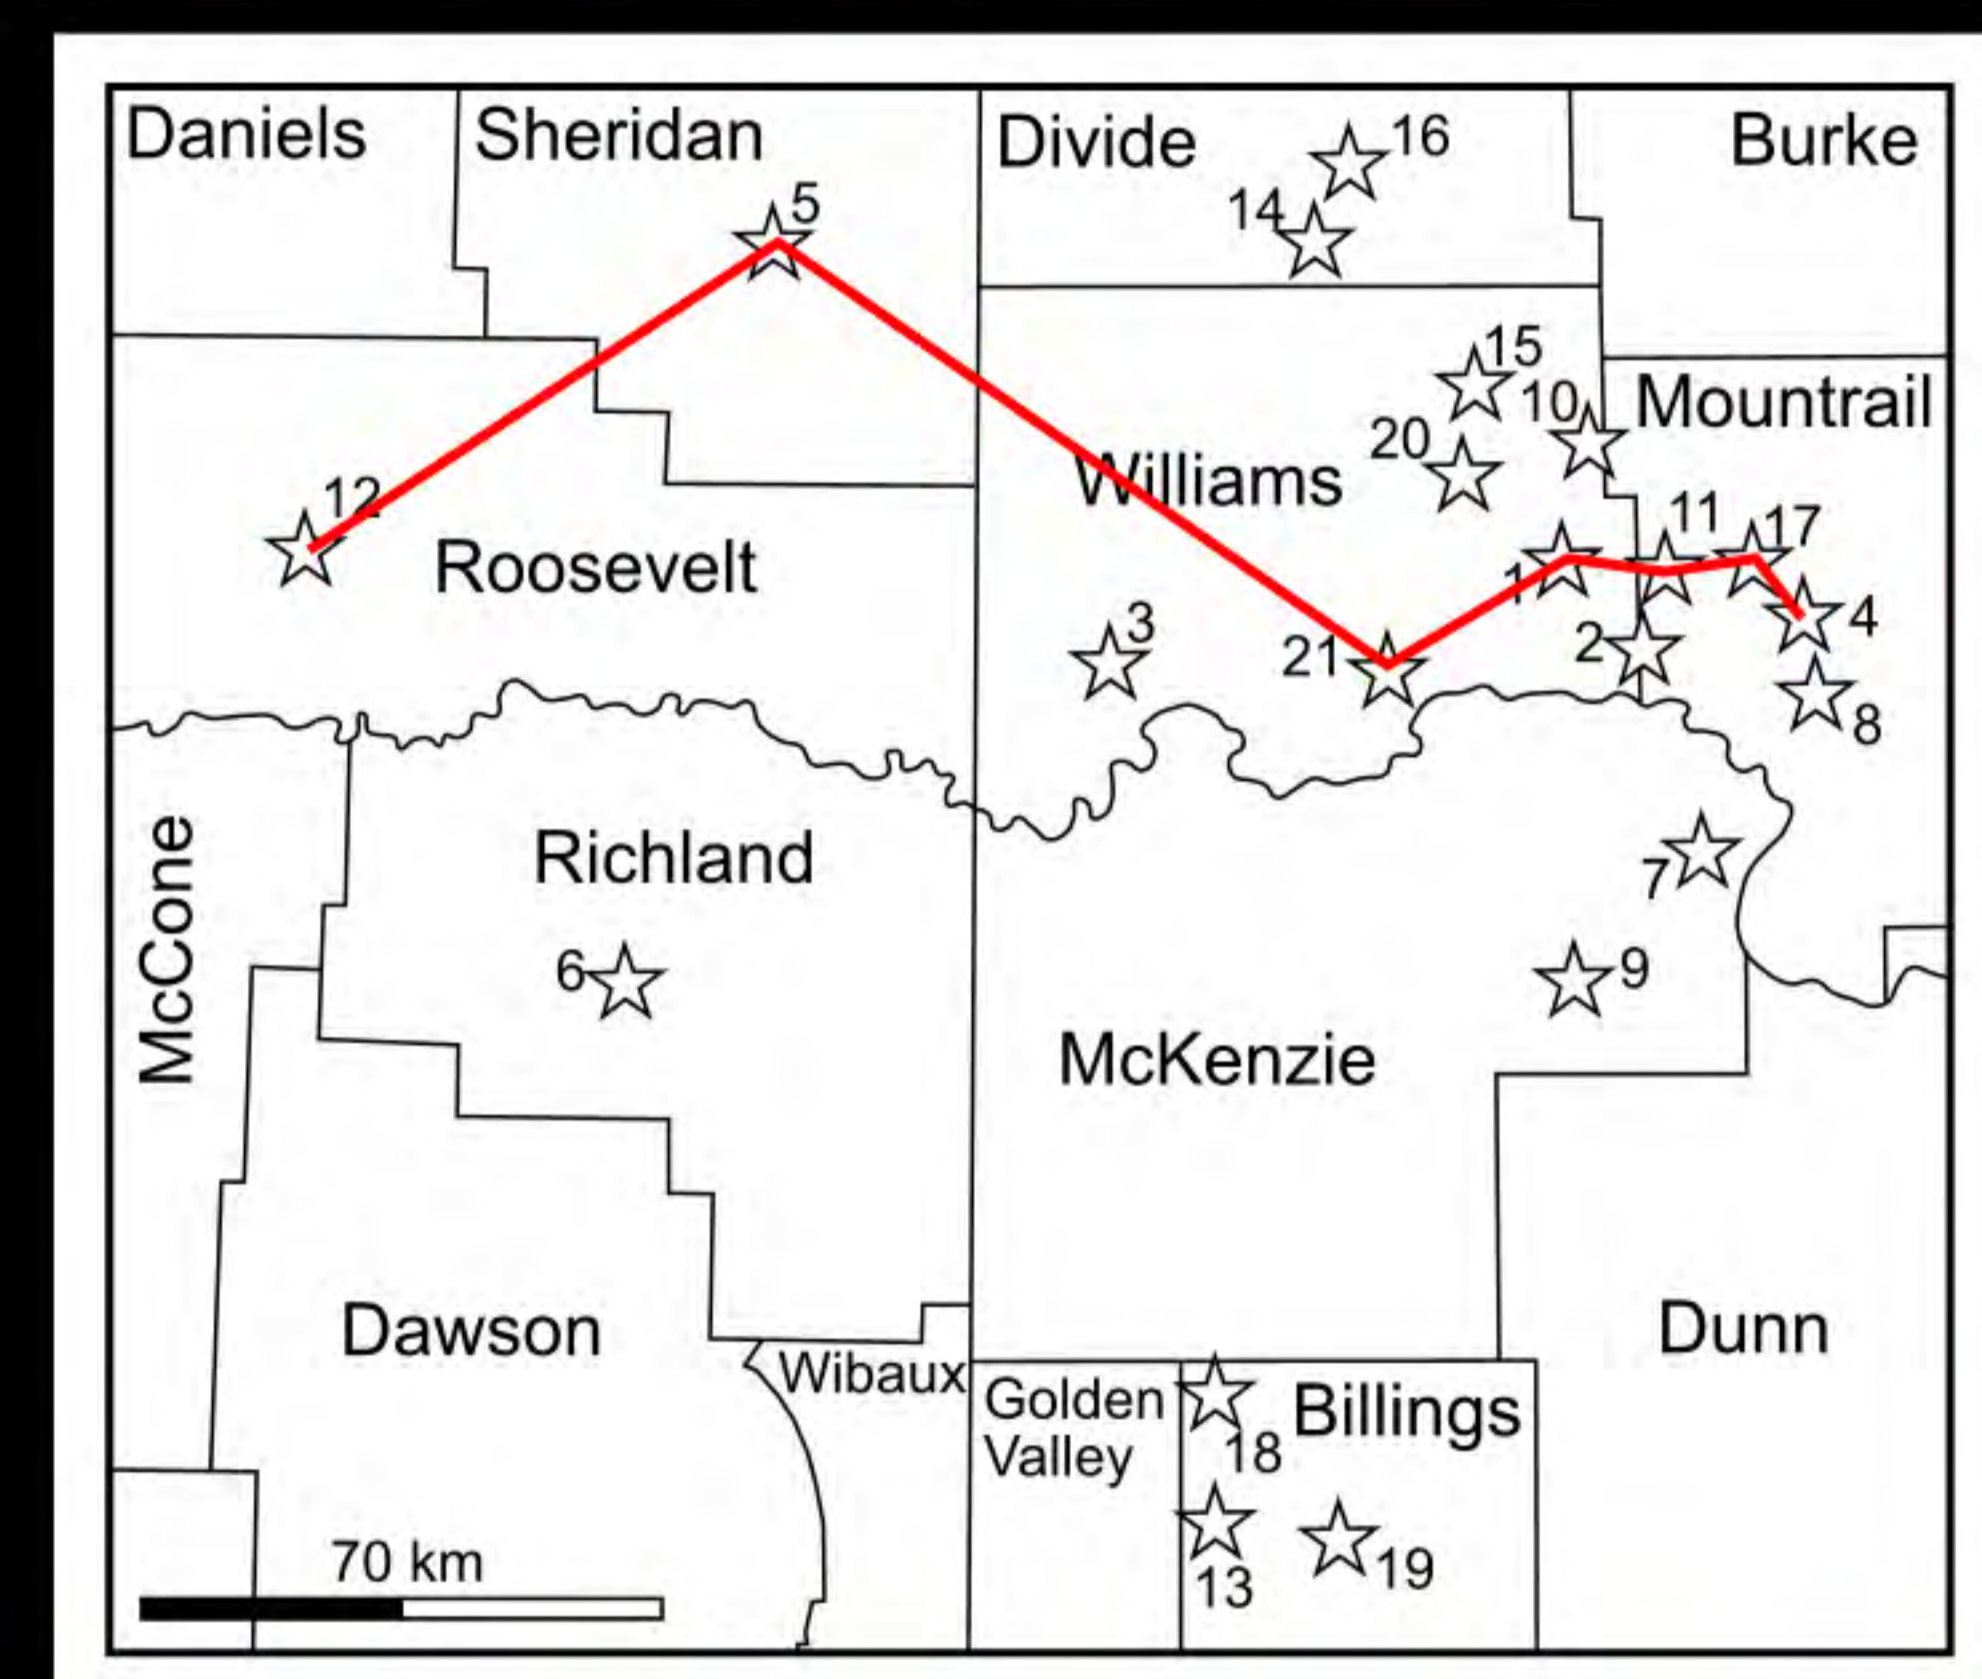 Daniels
Sheridan
Divide
16
Burke
5
14
15
10
Mountrail
20
12
Williams
11
17
Roosevelt
1
3
21
2
4
8
McCone
Richland
7
6
9
McKenzie
Dawson
Dunn
Wibaux
Golden
Valley
18
Billings
70 km
13
19